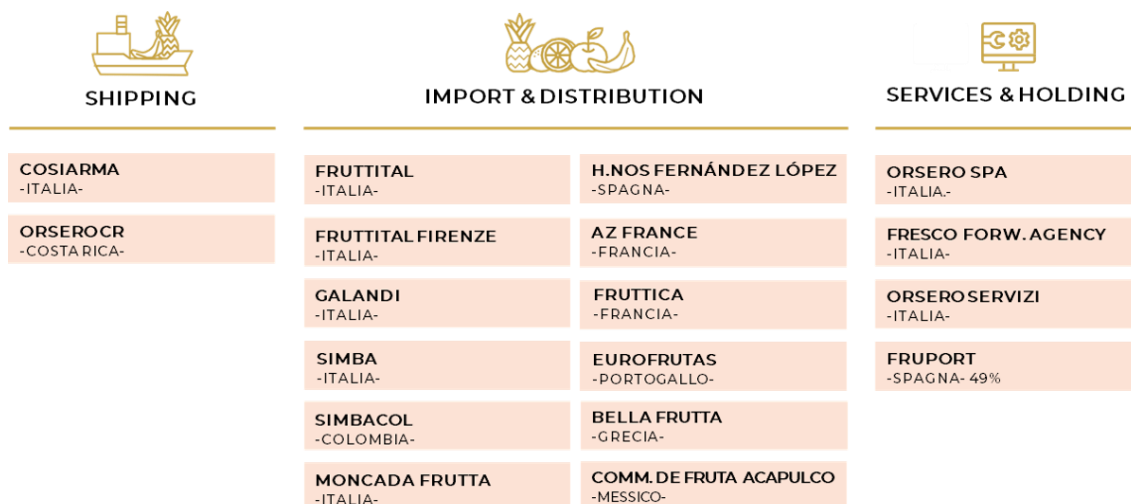 SHIPPING
COSIARMA
-ITALIA-
ORSEROCR
-COSTA RICA-
IMPORT & DISTRIBUTION
FRUTTITAL
-ITALIA-
FRUTTITAL FIRENZE
-ITALIA-
GALANDI
-ITALIA-
SIMBA
-ITALIA-
SIMBACOL
-COLOMBIA-
MONCADA FRUTTA
-ITALIA-
H.NOS FERNÁNDEZ LÓPEZ
-SPAGNA-
AZ FRANCE
-FRANCIA-
FRUTTICA
-FRANCIA-
EUROFRUTAS
-PORTOGALLO-
BELLA FRUTTA
-GRECIA-
COMM. DE FRUTA ACAPULCO
-MESSICO-
SERVICES & HOLDING
ORSERO SPA
-ITALIA.-
FRESCO FORW. AGENCY
-ITALIA-
ORSERO SERVIZI
-ITALIA-
FRUPORT
-SPAGNA- 49%